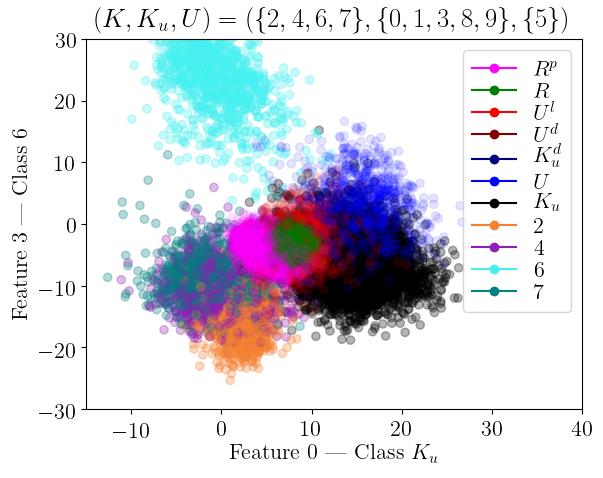 (K, K_u, U) = ({2, 4, 6, 7}, {0, 1, 3, 8, 9}, {5})
30
20
10
0
−10
−20
−30
Feature 3 — Class 6
R^p
R
U^l
U^d
K_u^d
U
K_u
2
4
6
7
−10
0
10
20
30
40
Feature 0 — Class K_u